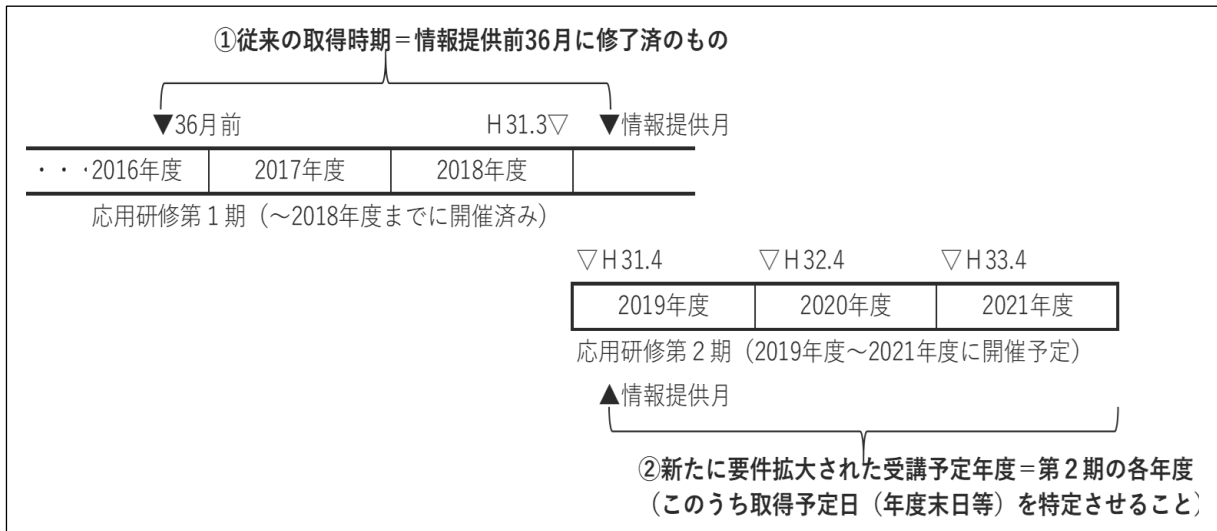 ①従来の取得時期＝情報提供前36月に修了済のもの
▼36月前 H31.3▽ ▼情報提供月
・・・2016年度 2017年度 2018年度
応用研修第１期（～2018年度までに開催済み）
▽H31.4 ▽H32.4 ▽H33.4
2019年度 2020年度 2021年度
応用研修第２期（2019年度～2021年度に開催予定）
▲情報提供月
②新たに要件拡大された受講予定年度＝第２期の各年度
（このうち取得予定日（年度末日等）を特定させること）